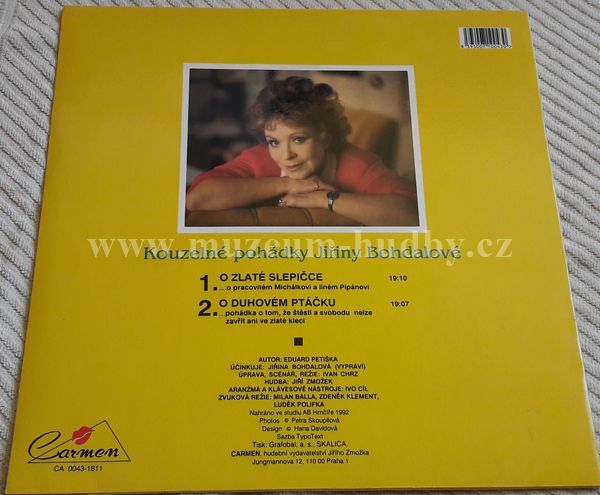 www.muzeum-hudby.cz
Kouzelné pohádky Jiřiny Bohdalové
1. O ZLATÉ SLEPIČCE 19:10
...o pracovitém Michálkovi a líném Pipánovi
2. O DUHOVÉM PTÁČKU 19:07
...pohádka o tom, že štěstí a svobodu nelze
zavřít ani ve zlaté kleci
AUTOR: EDUARD PETIŠKA
ÚČINKUJE: JIŘINA BOHDALOVÁ (VYPRÁVÍ)
ÚPRAVA, SCÉNÁŘ, REŽIE: IVAN CHRZ
HUDBA: JIŘÍ ZMOŽEK
ARANŽMÁ A KLÁVESOVÉ NÁSTROJE: IVO CÍL
ZVUKOVÁ REŽIE: MILAN BALLA, ZDENĚK KLEMENT,
LUDĚK POLIFKA
Nahráno ve studiu AB Hrnčíře 1992
Photos © Petra Skoupilová
Design © Hana Davidová
Sazba TypoText
Tisk: Grafobal, a. s., SKALICA
CARMEN, hudební vydavatelství Jiřího Zmožka
Jungmannova 12, 110 00 Praha 1
Carmen
CA 0043-1811